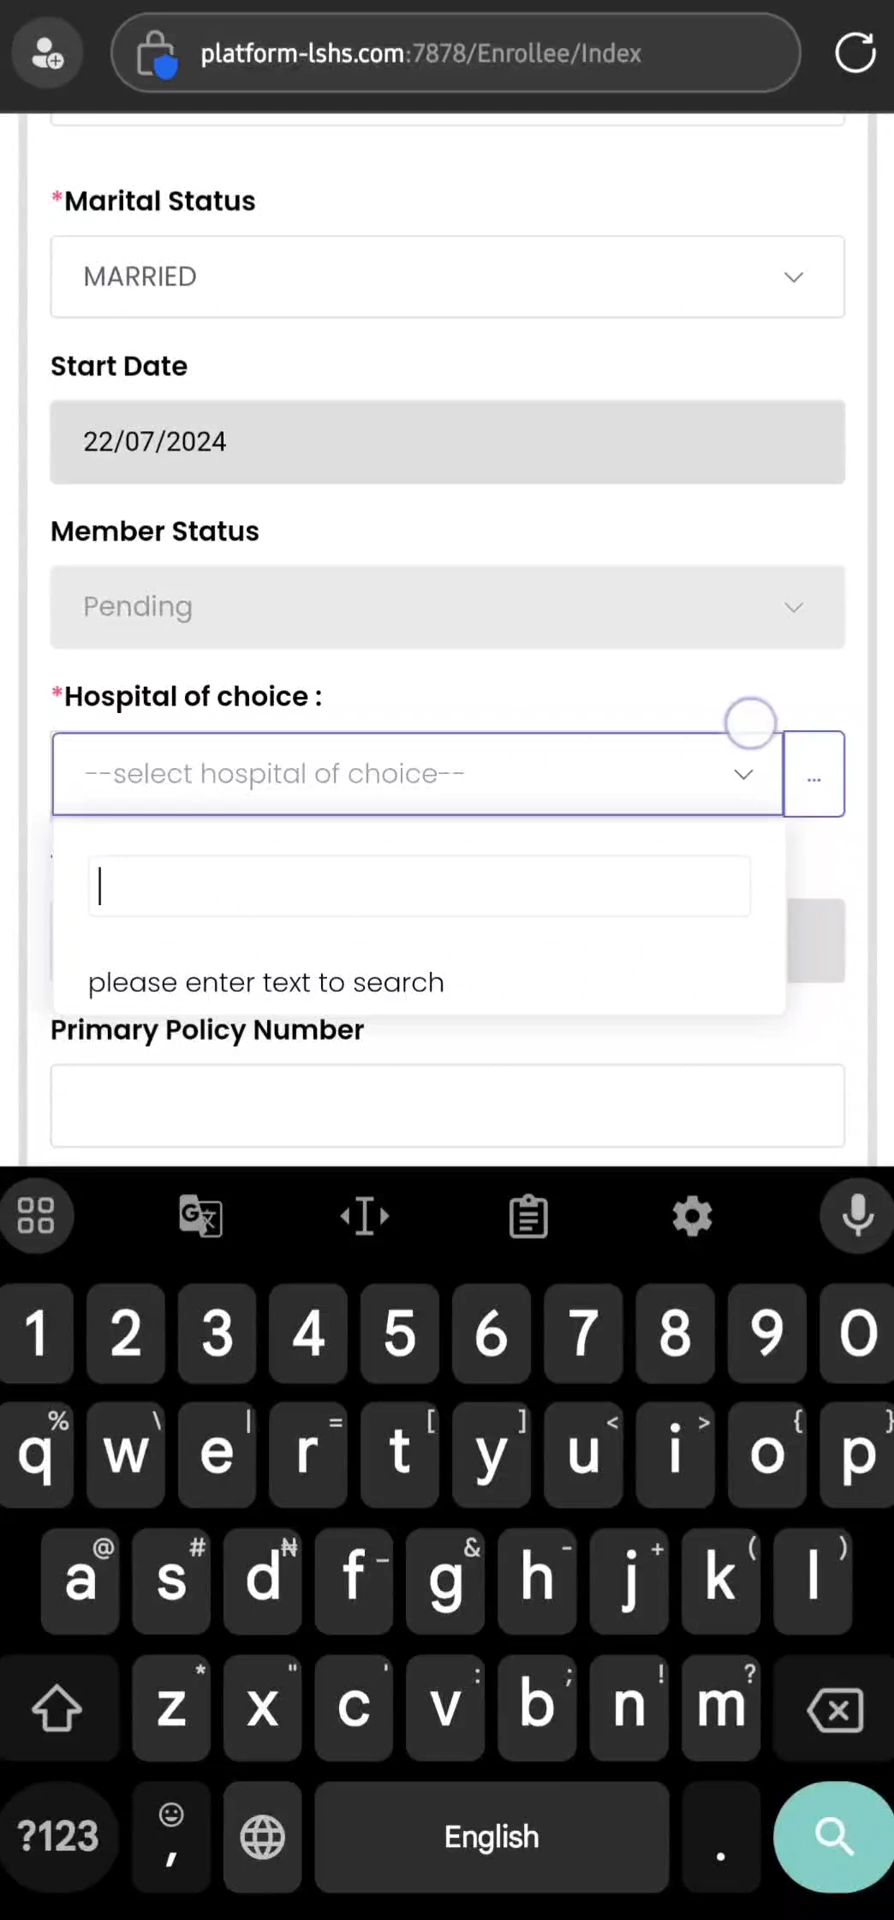 platform-lshs.com:7878/Enrollee/Index
*Marital Status
MARRIED
Start Date
22/07/2024
Member Status
Pending
*Hospital of choice :
--select hospital of choice--
...
please enter text to search
Primary Policy Number
1 2 3 4 5 6 7 8 9 0
% \ | = [ ] < > { }
q w e r t y u i o p
@ # ₦ _ & - + ( )
a s d f g h j k l
* " ' : ; ! ?
z x c v b n m
?123 , English .